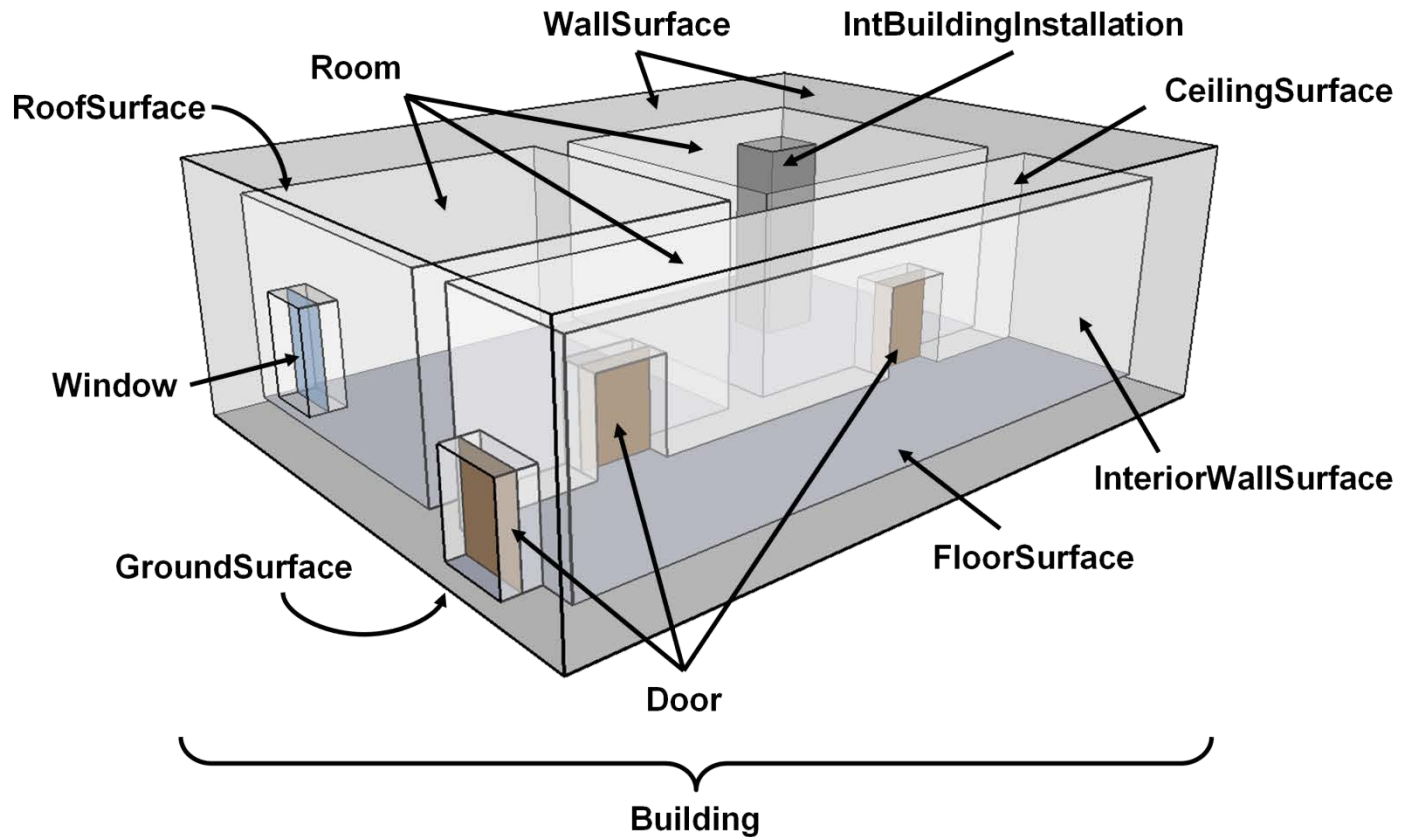 WallSurface
IntBuildingInstallation
Room
CeilingSurface
RoofSurface
Window
InteriorWallSurface
FloorSurface
GroundSurface
Door
Building